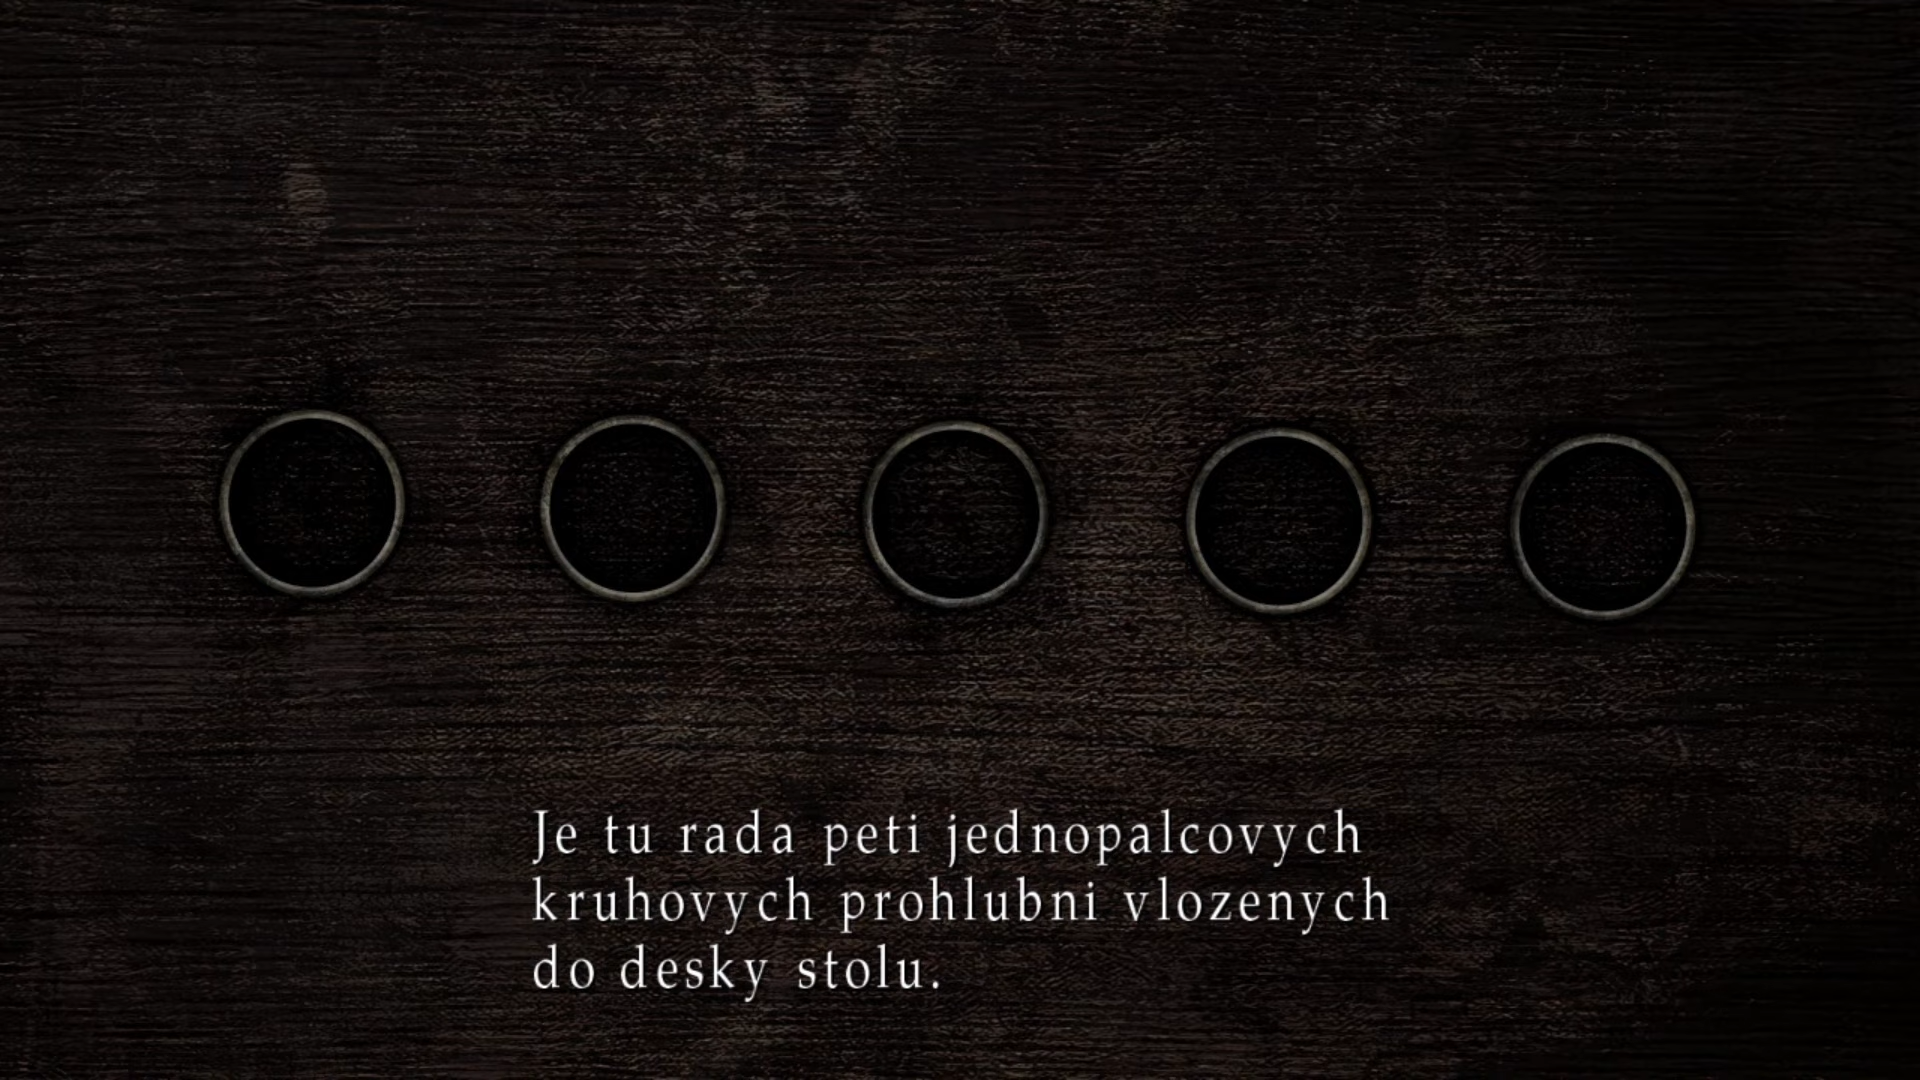 Je tu rada peti jednopalcovych
kruhovych prohlubni vlozenych
do desky stolu.